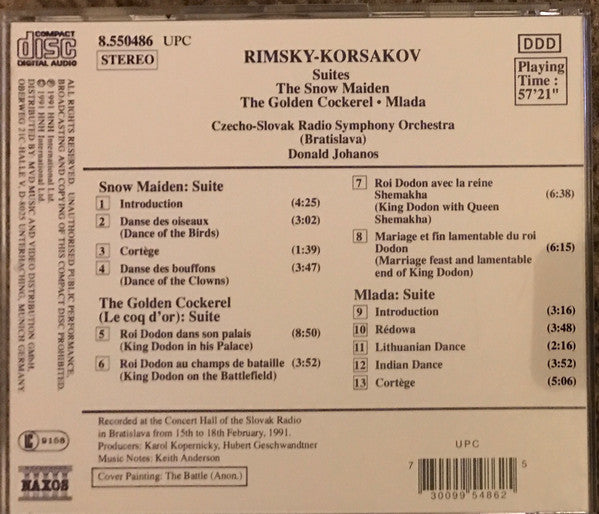 COMPACT
disc
DIGITAL AUDIO
8.550486 UPC
STEREO
RIMSKY-KORSAKOV
Suites
The Snow Maiden
The Golden Cockerel • Mlada
Czecho-Slovak Radio Symphony Orchestra
(Bratislava)
Donald Johanos
DDD
Playing
Time :
57'21"
ALL RIGHTS RESERVED. UNAUTHORISED PUBLIC PERFORMANCE,
BROADCASTING AND COPYING OF THIS COMPACT DISC PROHIBITED.
℗ 1991 HNH International Ltd.
© 1991 HNH International Ltd.
DISTRIBUTED BY: MVD MUSIC AND VIDEO DISTRIBUTION GmbH,
OBERWEG 21C-HALLE V, D-8025 UNTERHACHING, MUNICH GERMANY.
Snow Maiden: Suite
1 Introduction (4:25)
2 Danse des oiseaux (3:02)
(Dance of the Birds)
3 Cortège (1:39)
4 Danse des bouffons (3:47)
(Dance of the Clowns)
The Golden Cockerel
(Le coq d'or): Suite
5 Roi Dodon dans son palais (8:50)
(King Dodon in his Palace)
6 Roi Dodon au champs de bataille (3:52)
(King Dodon on the Battlefield)
7 Roi Dodon avec la reine
Shemakha (6:38)
(King Dodon with Queen
Shemakha)
8 Mariage et fin lamentable du roi
Dodon (6:15)
(Marriage feast and lamentable
end of King Dodon)
Mlada: Suite
9 Introduction (3:16)
10 Rédowa (3:48)
11 Lithuanian Dance (2:16)
12 Indian Dance (3:52)
13 Cortège (5:06)
Recorded at the Concert Hall of the Slovak Radio
in Bratislava from 15th to 18th February, 1991.
Producers: Karol Kopernicky, Hubert Geschwandtner
Music Notes: Keith Anderson
Cover Painting: The Battle (Anon.)
9168
NAXOS
UPC
7 30099 54862 5